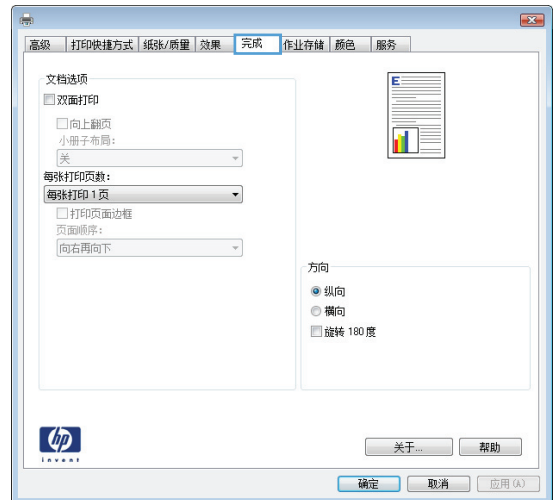 高级 打印快捷方式 纸张/质量 效果 完成 作业存储 颜色 服务
文档选项
双面打印
向上翻页
小册子布局:
关
每张打印页数:
每张打印 1 页
打印页面边框
页面顺序:
向右再向下
E
方向
纵向
横向
旋转 180 度
hp
invent
关于... 帮助
确定 取消 应用(A)